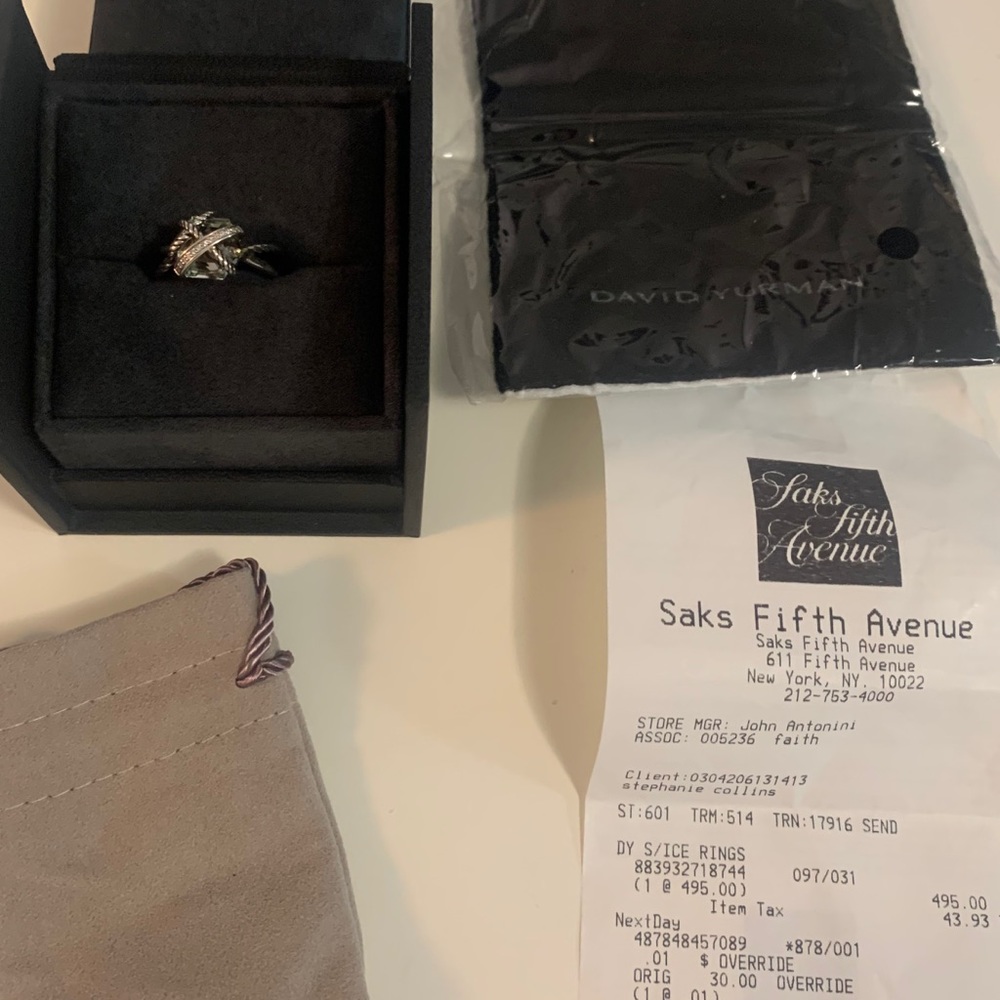 DAVID YURMAN
Saks
fifth
Avenue
Saks Fifth Avenue
Saks Fifth Avenue
611 Fifth Avenue
New York, NY. 10022
212-753-4000
STORE MGR: John Antonini
ASSOC: 005236 faith
Client:0304206131413
stephanie collins
ST:601 TRM:514 TRN:17916 SEND
DY S/ICE RINGS
883932718744 097/031
(1 @ 495.00) 495.00
Item Tax 43.93
NextDay
487848457089 *878/001
.01 $ OVERRIDE
ORIG 30.00 OVERRIDE
(1 @ .01)